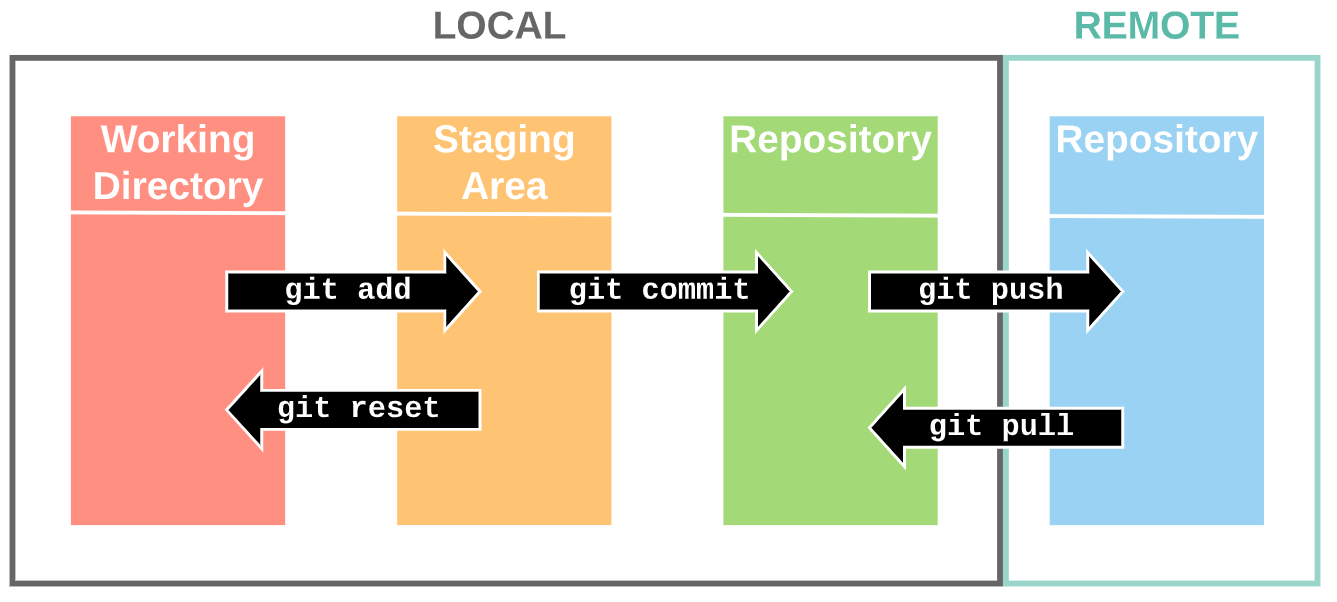 LOCAL
REMOTE
Working
Directory
Staging
Area
Repository
Repository
git add
git commit
git push
git reset
git pull